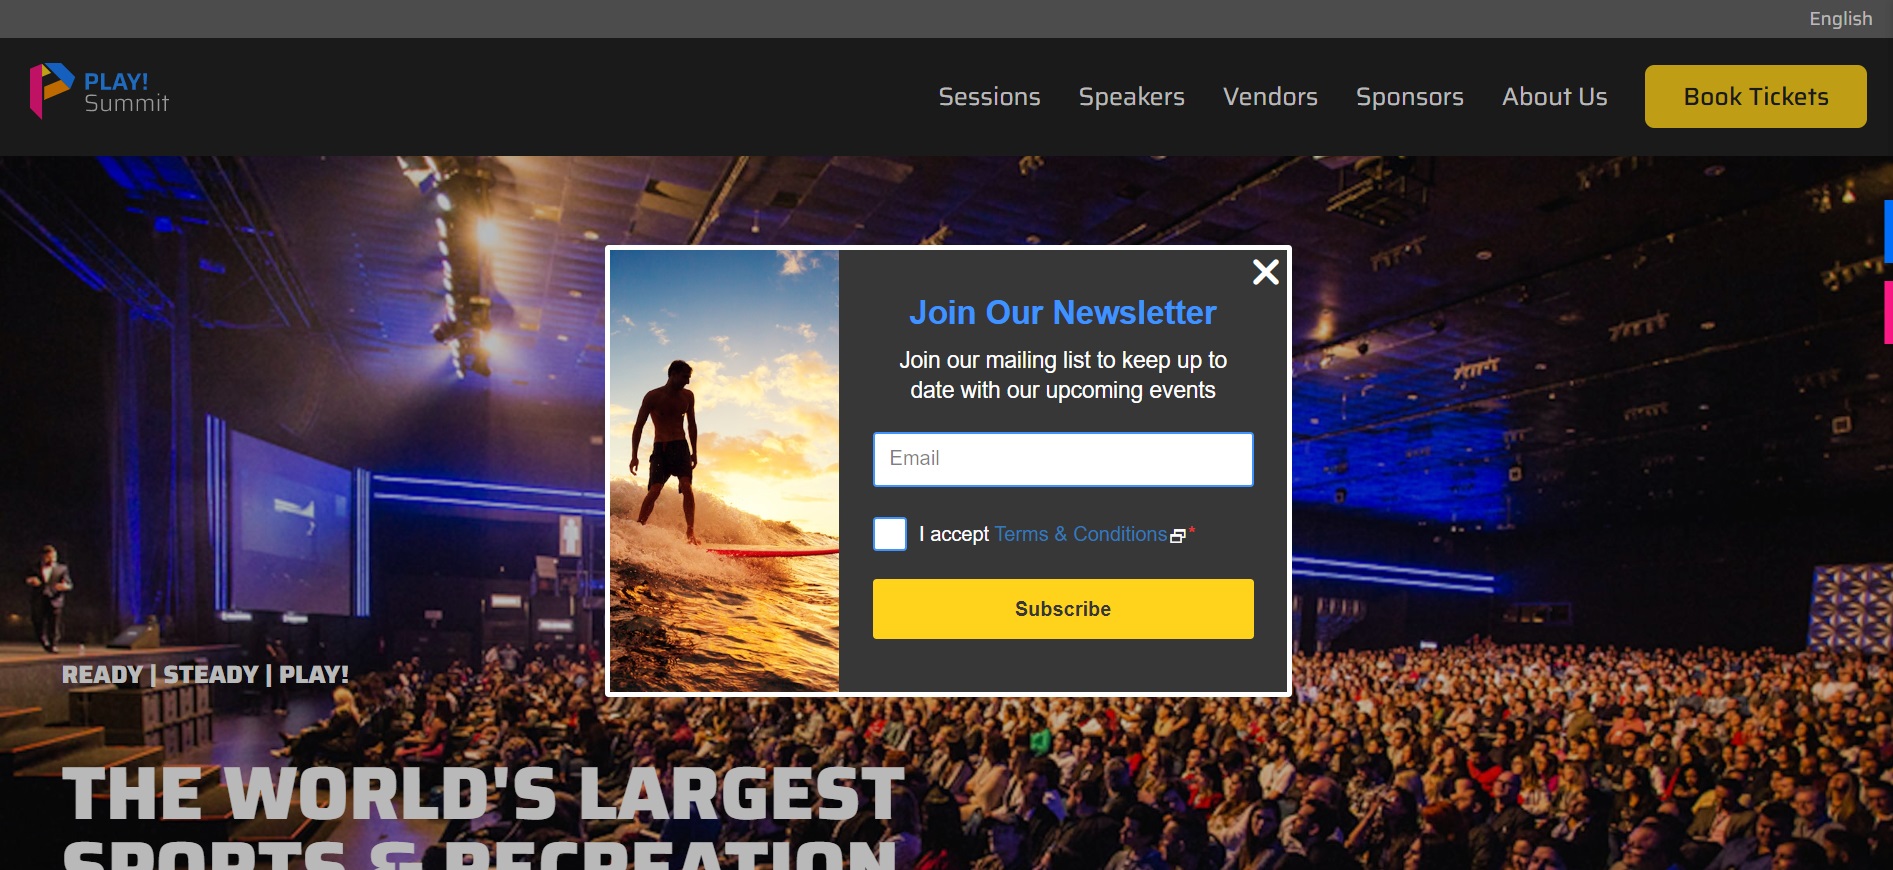 English
PLAY!
Summit
Sessions
Speakers
Vendors
Sponsors
About Us
Book Tickets
Join Our Newsletter
Join our mailing list to keep up to
date with our upcoming events
Email
I accept Terms & Conditions*
Subscribe
READY | STEADY | PLAY!
THE WORLD'S LARGEST
SPORTS & RECREATION